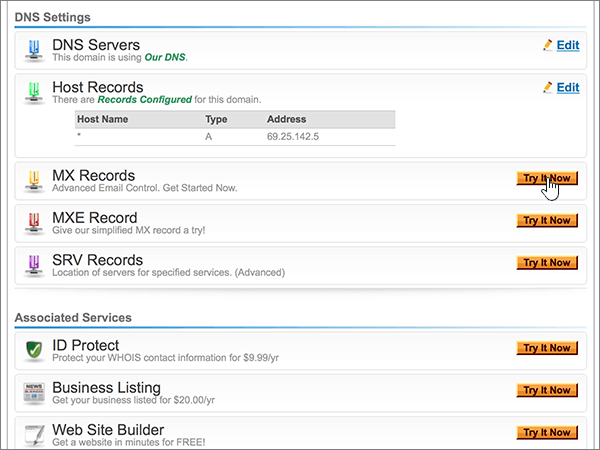 DNS Settings
DNS Servers
This domain is using Our DNS.
Edit
Host Records
There are Records Configured for this domain.
Edit
Host Name Type Address
* A 69.25.142.5
MX Records
Advanced Email Control. Get Started Now.
Try It Now
MXE Record
Give our simplified MX record a try!
Try It Now
SRV Records
Location of servers for specified services. (Advanced)
Try It Now
Associated Services
ID Protect
Protect your WHOIS contact information for $9.99/yr
Try It Now
NEWS
Business Listing
Get your business listed for $20.00/yr
Try It Now
Web Site Builder
Get a website in minutes for FREE!
Try It Now